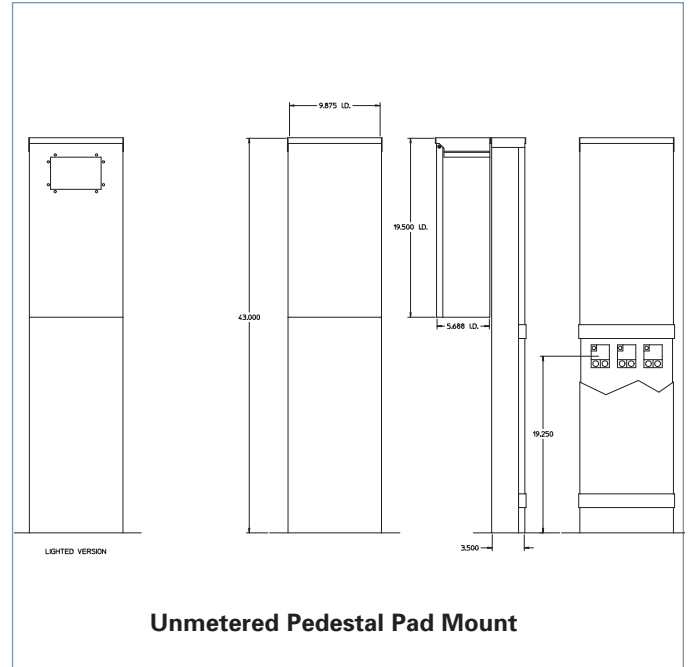 9.875 I.D.
19.500 I.D.
43.000
5.688 I.D.
19.250
3.500
LIGHTED VERSION
Unmetered Pedestal Pad Mount